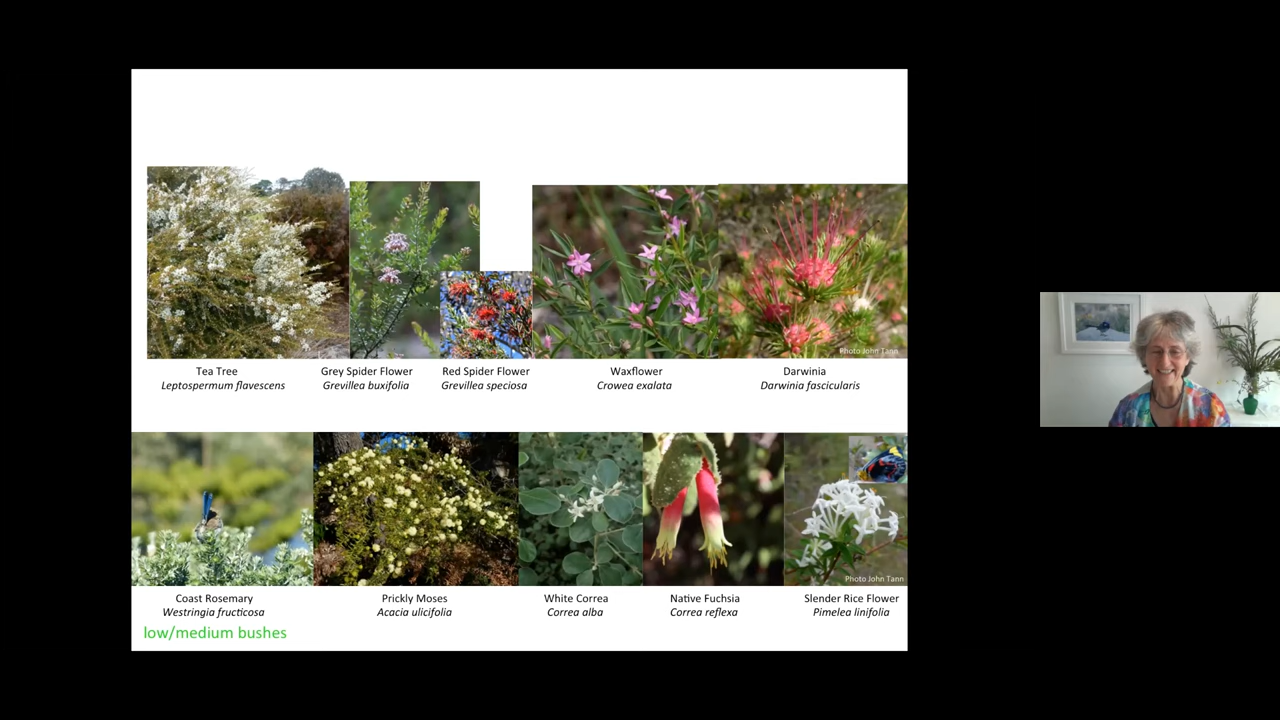 Photo John Tann
Tea Tree
Leptospermum flavescens
Grey Spider Flower
Grevillea buxifolia
Red Spider Flower
Grevillea speciosa
Waxflower
Crowea exalata
Darwinia
Darwinia fascicularis
Photo John Tann
Coast Rosemary
Westringia fructicosa
Prickly Moses
Acacia ulicifolia
White Correa
Correa alba
Native Fuchsia
Correa reflexa
Slender Rice Flower
Pimelea linifolia
low/medium bushes